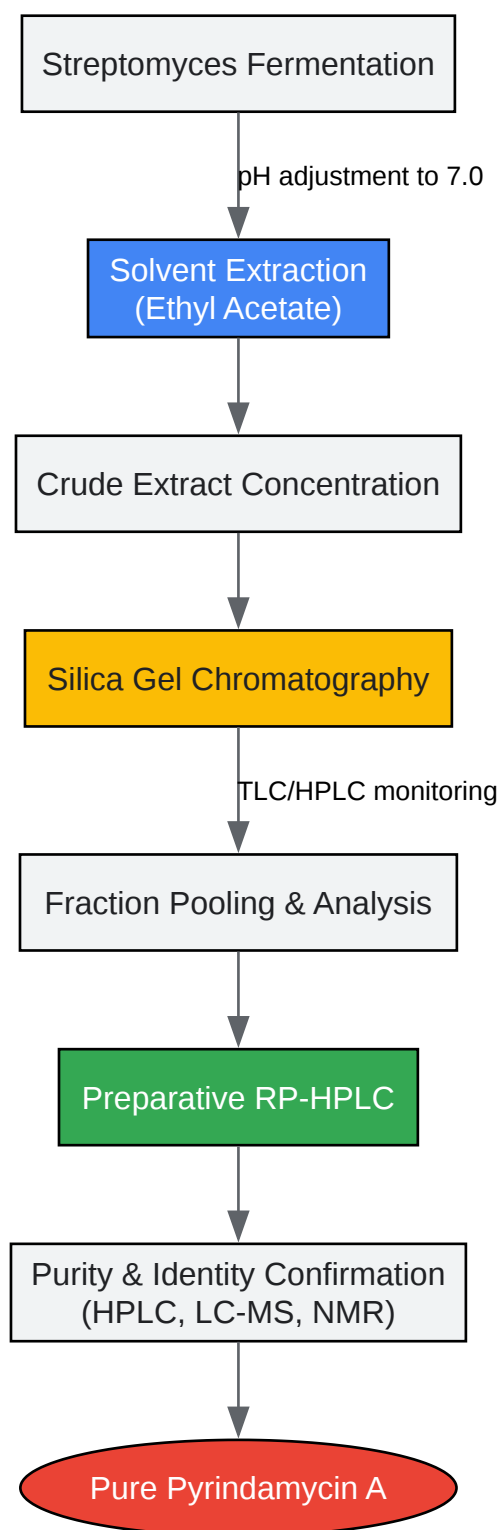 Streptomyces Fermentation
pH adjustment to 7.0
Solvent Extraction
(Ethyl Acetate)
Crude Extract Concentration
Silica Gel Chromatography
TLC/HPLC monitoring
Fraction Pooling & Analysis
Preparative RP-HPLC
Purity & Identity Confirmation
(HPLC, LC-MS, NMR)
Pure Pyrindamycin A